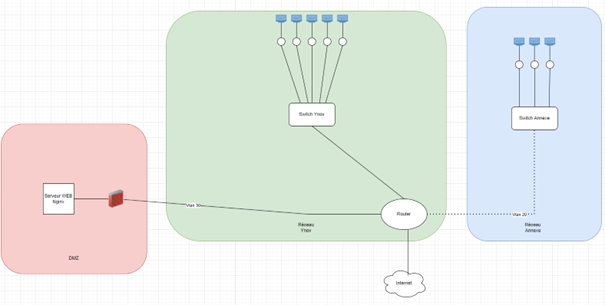 Switch Ynov
Switch Annexe
Serveur WEB
Nginx
Vlan 30
Router
Vlan 20
Réseau
Ynov
Réseau
Annexe
DMZ
Internet